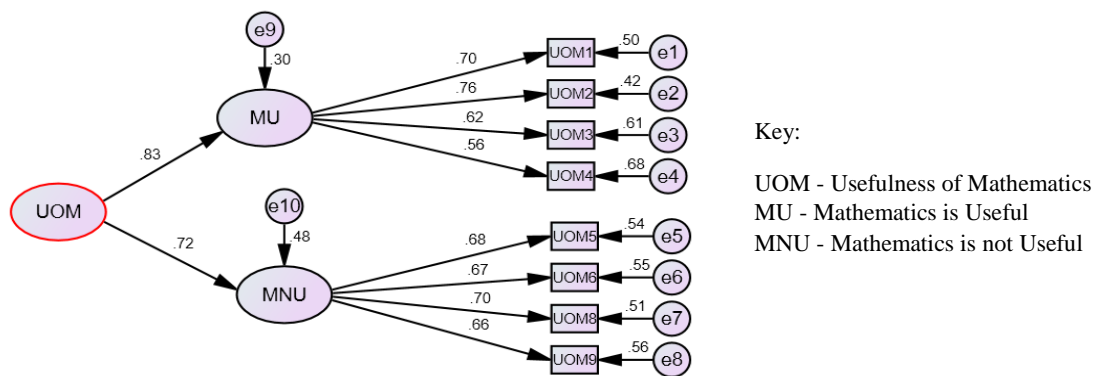 e9
.30
MU
.83
UOM
.72
e10
.48
MNU
.70
.76
.62
.56
UOM1
.50
e1
UOM2
.42
e2
UOM3
.61
e3
UOM4
.68
e4
.68
.67
.70
.66
UOM5
.54
e5
UOM6
.55
e6
UOM8
.51
e7
UOM9
.56
e8
Key:
UOM - Usefulness of Mathematics
MU - Mathematics is Useful
MNU - Mathematics is not Useful